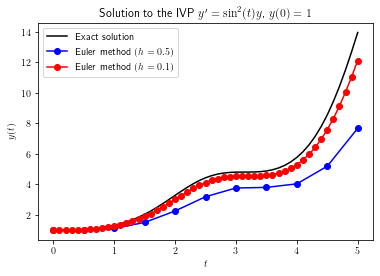 Solution to the IVP y′ = sin²(t)y, y(0) = 1
Exact solution
Euler method (h = 0.5)
Euler method (h = 0.1)
y(t)
14
12
10
8
6
4
2
0
1
2
3
4
5
t